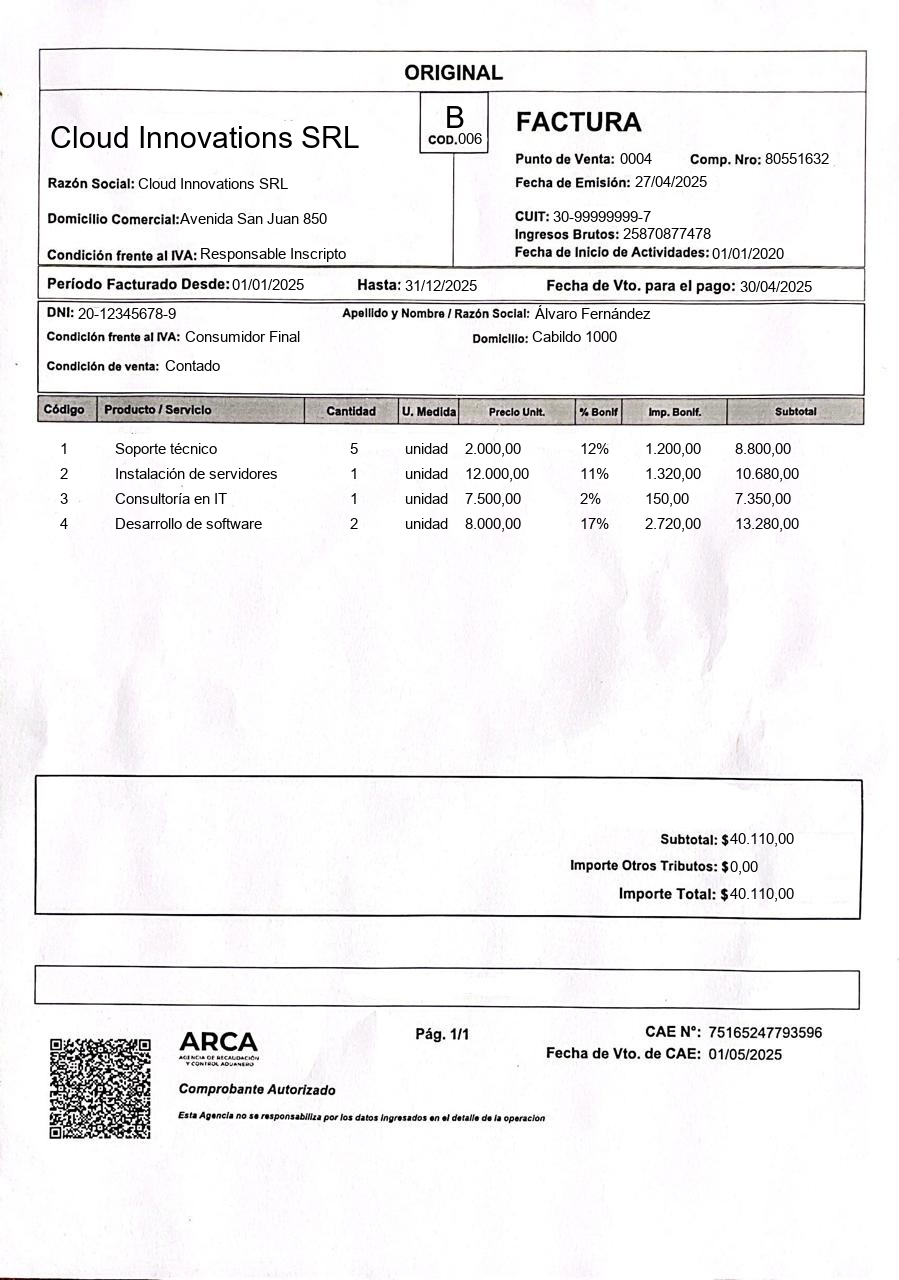 ORIGINAL
Cloud Innovations SRL
B
COD.006
FACTURA
Punto de Venta: 0004 Comp. Nro: 80551632
Razón Social: Cloud Innovations SRL
Fecha de Emisión: 27/04/2025
Domicilio Comercial:Avenida San Juan 850
CUIT: 30-99999999-7
Ingresos Brutos: 25870877478
Condición frente al IVA: Responsable Inscripto
Fecha de Inicio de Actividades: 01/01/2020
Período Facturado Desde: 01/01/2025 Hasta: 31/12/2025 Fecha de Vto. para el pago: 30/04/2025
DNI: 20-12345678-9 Apellido y Nombre / Razón Social: Álvaro Fernández
Condición frente al IVA: Consumidor Final Domicilio: Cabildo 1000
Condición de venta: Contado
Código Producto / Servicio Cantidad U. Medida Precio Unit. % Bonif Imp. Bonif. Subtotal
1 Soporte técnico 5 unidad 2.000,00 12% 1.200,00 8.800,00
2 Instalación de servidores 1 unidad 12.000,00 11% 1.320,00 10.680,00
3 Consultoría en IT 1 unidad 7.500,00 2% 150,00 7.350,00
4 Desarrollo de software 2 unidad 8.000,00 17% 2.720,00 13.280,00
Subtotal: $40.110,00
Importe Otros Tributos: $0,00
Importe Total: $40.110,00
ARCA
AGENCIA DE RECAUDACIÓN
Y CONTROL ADUANERO
Pág. 1/1
CAE N°: 75165247793596
Fecha de Vto. de CAE: 01/05/2025
Comprobante Autorizado
Esta Agencia no se responsabiliza por los datos ingresados en el detalle de la operación